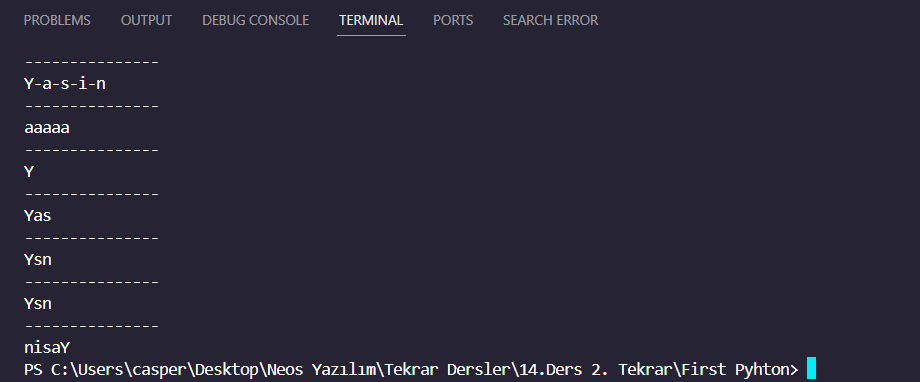 PROBLEMS OUTPUT DEBUG CONSOLE TERMINAL PORTS SEARCH ERROR
---------------
Y-a-s-i-n
---------------
aaaaa
---------------
Y
---------------
Yas
---------------
Ysn
---------------
Ysn
---------------
nisaY
PS C:\Users\casper\Desktop\Neos Yazılım\Tekrar Dersler\14.Ders 2. Tekrar\First Pyhton>